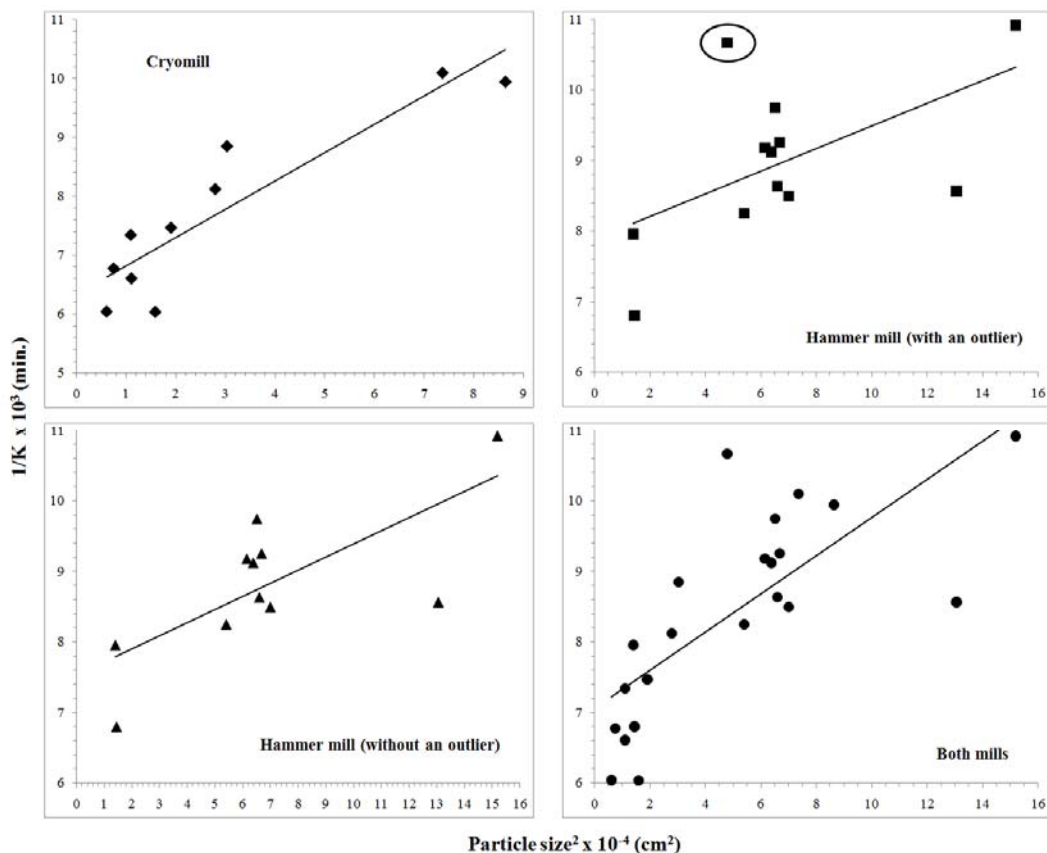 11
10
9
8
7
6
5
Cryomill
0 1 2 3 4 5 6 7 8 9
11
10
9
8
7
6
Hammer mill (with an outlier)
0 2 4 6 8 10 12 14 16
11
10
9
8
7
6
Hammer mill (without an outlier)
0 1 2 3 4 5 6 7 8 9 10 11 12 13 14 15 16
11
10
9
8
7
6
Both mills
0 2 4 6 8 10 12 14 16
1/K x 10³ (min.)
Particle size² x 10⁻⁴ (cm²)